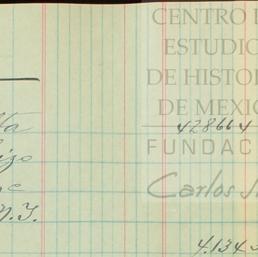 CENTRO E
ESTUDIO
DE HISTOR
DE MEXIC
428664
FUNDAC
Carlos S
N.Y.
4.134